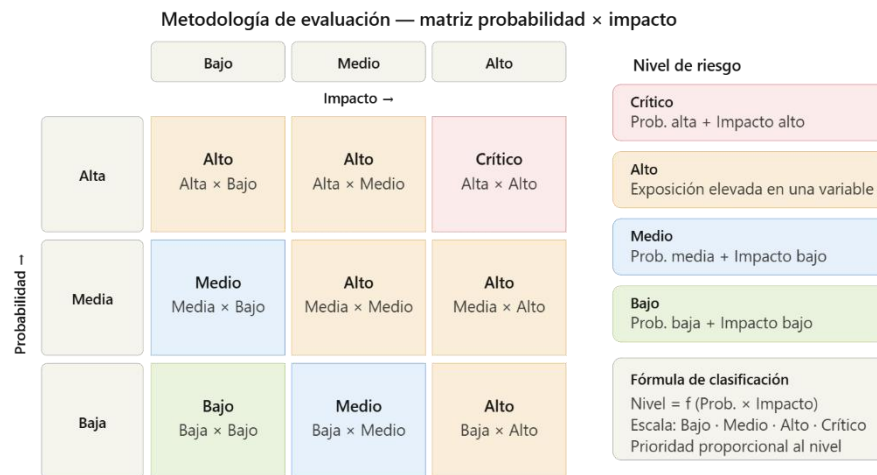 Metodología de evaluación — matriz probabilidad × impacto
Bajo
Medio
Alto
Impacto →
Probabilidad →
Alta
Alto
Alta × Bajo
Alto
Alta × Medio
Crítico
Alta × Alto
Media
Medio
Media × Bajo
Alto
Media × Medio
Alto
Media × Alto
Baja
Bajo
Baja × Bajo
Medio
Baja × Medio
Alto
Baja × Alto
Nivel de riesgo
Crítico
Prob. alta + Impacto alto
Alto
Exposición elevada en una variable
Medio
Prob. media + Impacto bajo
Bajo
Prob. baja + Impacto bajo
Fórmula de clasificación
Nivel = f (Prob. × Impacto)
Escala: Bajo · Medio · Alto · Crítico
Prioridad proporcional al nivel